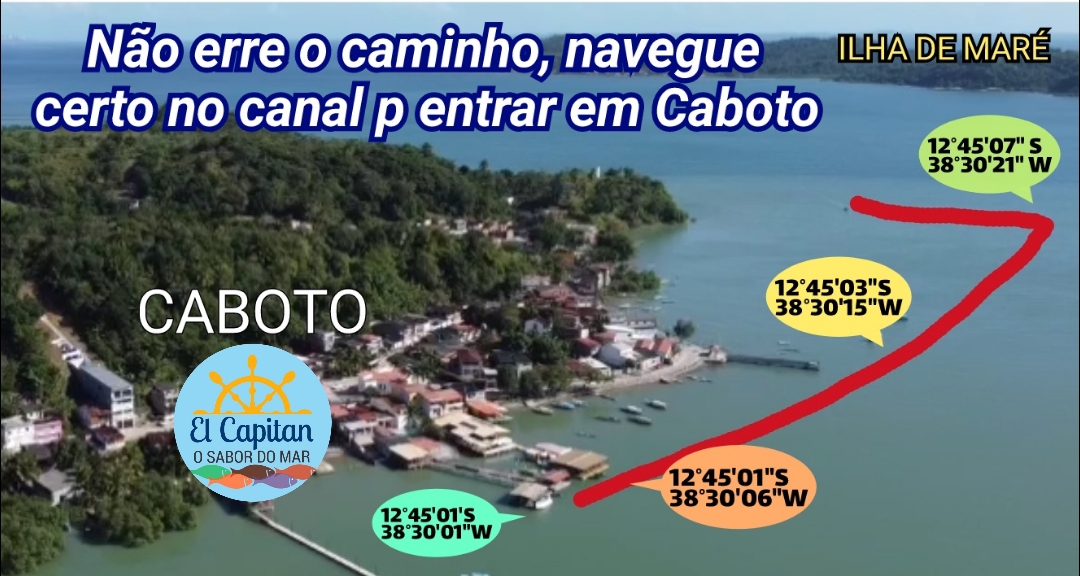 Não erre o caminho, navegue
certo no canal p entrar em Caboto
ILHA DE MARÉ
12°45'07" S
38°30'21" W
12°45'03"S
38°30'15"W
CABOTO
El Capitan
O SABOR DO MAR
12°45'01"S
38°30'06"W
12°45'01'S
38°30'01"W